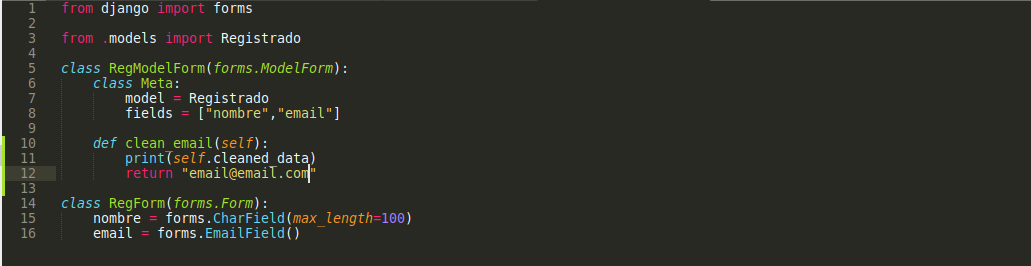 1 from django import forms
2
3 from .models import Registrado
4
5 class RegModelForm(forms.ModelForm):
6     class Meta:
7         model = Registrado
8         fields = ["nombre","email"]
9
10     def clean_email(self):
11         print(self.cleaned_data)
12         return "email@email.com"
13
14 class RegForm(forms.Form):
15     nombre = forms.CharField(max_length=100)
16     email = forms.EmailField()